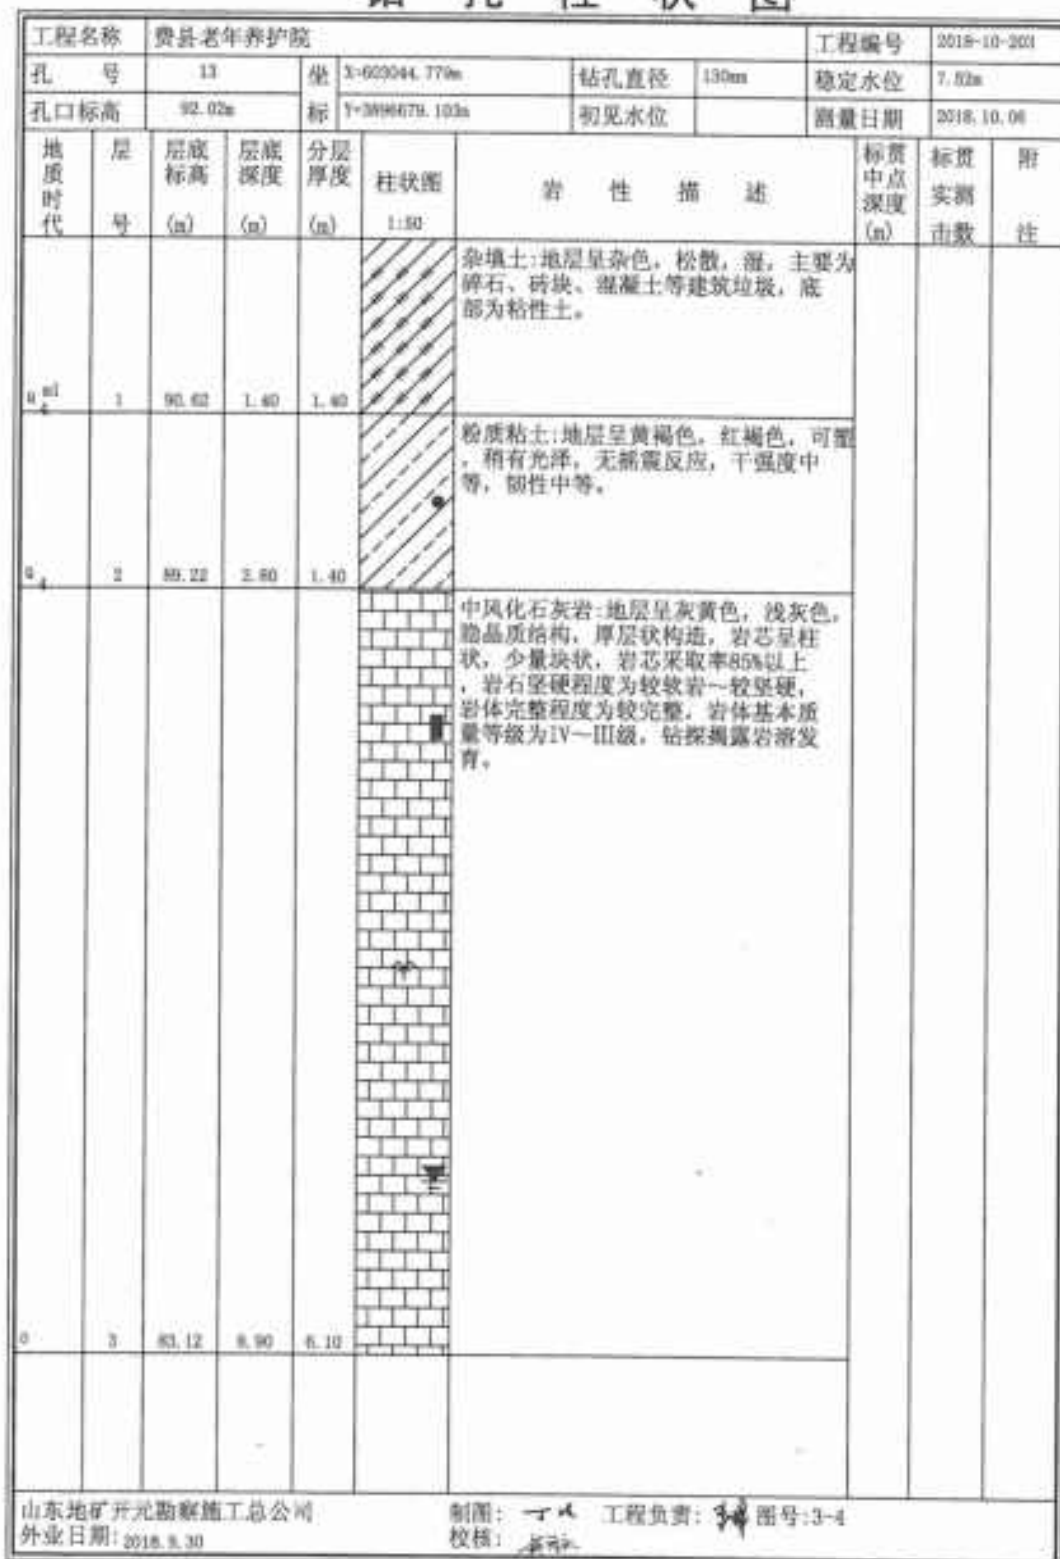 钻 孔 柱 状 图
工程名称 费县老年养护院 工程编号 2018-10-203
孔 号 13 坐 X=603044.779m 钻孔直径 130mm 稳定水位 7.52m
孔口标高 92.02m 标 Y=3896679.103m 初见水位 测量日期 2018.10.06
地质时代 层号 层底标高(m) 层底深度(m) 分层厚度(m) 柱状图 1:50 岩 性 描 述 标贯中点深度(m) 标贯实测击数 附注
杂填土:地层呈杂色，松散，湿，主要为
碎石、砖块、混凝土等建筑垃圾，底
部为粘性土。
Q4ml 1 90.62 1.40 1.40
粉质粘土:地层呈黄褐色，红褐色，可塑
，稍有光泽，无摇震反应，干强度中
等，韧性中等。
Q4 2 89.22 2.80 1.40
中风化石灰岩:地层呈灰黄色，浅灰色，
隐晶质结构，厚层状构造，岩芯呈柱
状，少量块状，岩芯采取率85%以上
，岩石坚硬程度为较软岩～较坚硬，
岩体完整程度为较完整，岩体基本质
量等级为IV～III级，钻探揭露岩溶发
育。
O 3 83.12 8.90 6.10
山东地矿开元勘察施工总公司 制图: 工程负责: 图号:3-4
外业日期:2018.9.30 校核: